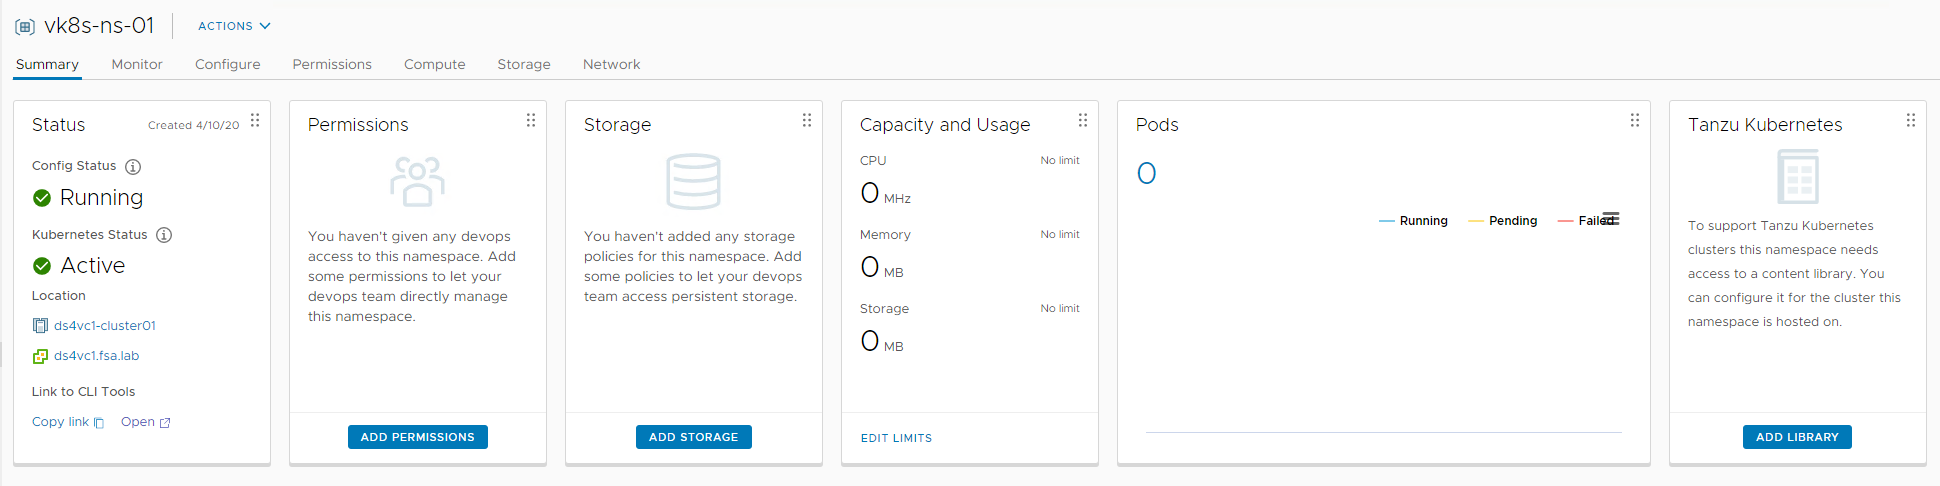 vk8s-ns-01
ACTIONS
Summary
Monitor
Configure
Permissions
Compute
Storage
Network
Status
Created 4/10/20
Config Status
Running
Kubernetes Status
Active
Location
ds4vc1-cluster01
ds4vc1.fsa.lab
Link to CLI Tools
Copy link
Open
Permissions
You haven't given any devops
access to this namespace. Add
some permissions to let your
devops team directly manage
this namespace.
ADD PERMISSIONS
Storage
You haven't added any storage
policies for this namespace. Add
some policies to let your devops
team access persistent storage.
ADD STORAGE
Capacity and Usage
CPU
No limit
0 MHz
Memory
No limit
0 MB
Storage
No limit
0 MB
EDIT LIMITS
Pods
0
Running
Pending
Failed
Tanzu Kubernetes
To support Tanzu Kubernetes
clusters this namespace needs
access to a content library. You
can configure it for the cluster this
namespace is hosted on.
ADD LIBRARY